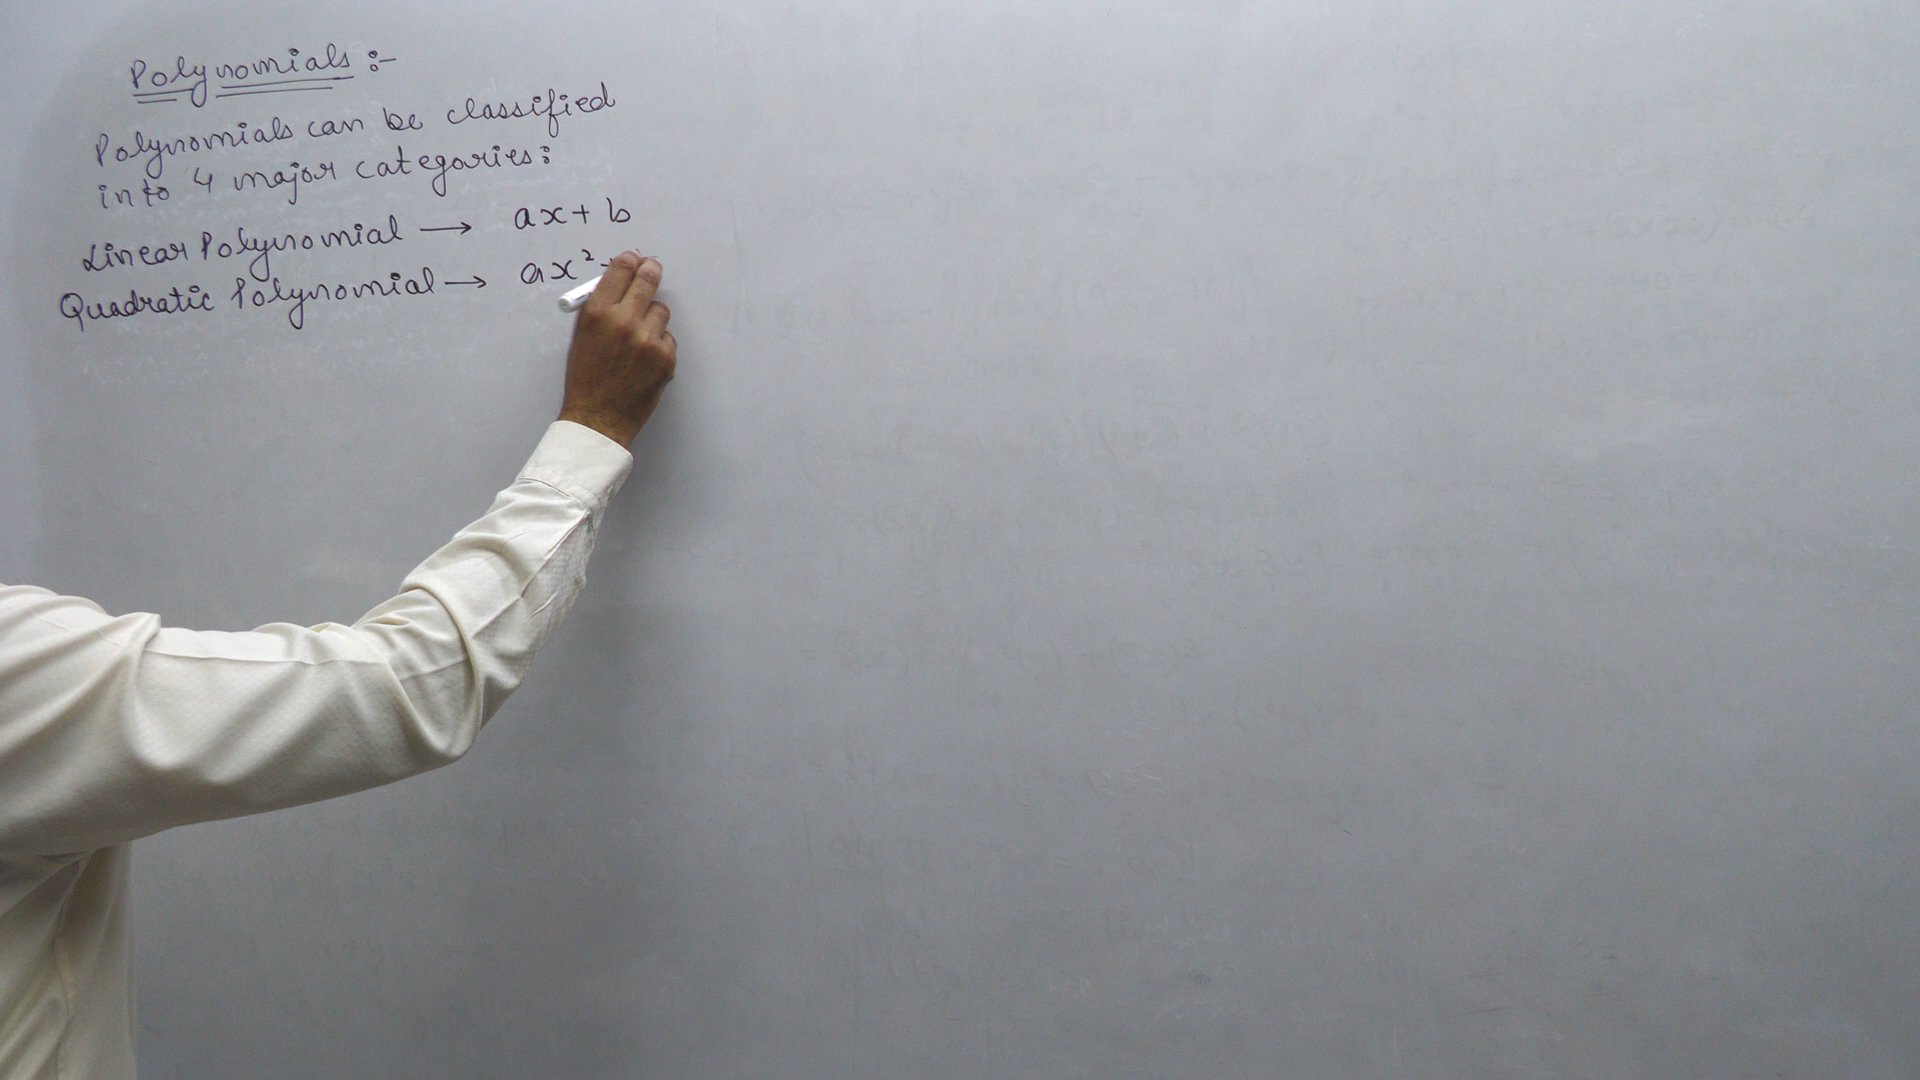 Polynomials :-
Polynomials can be classified
into 4 major categories:
Linear Polynomial → ax + b
Quadratic Polynomial → ax²